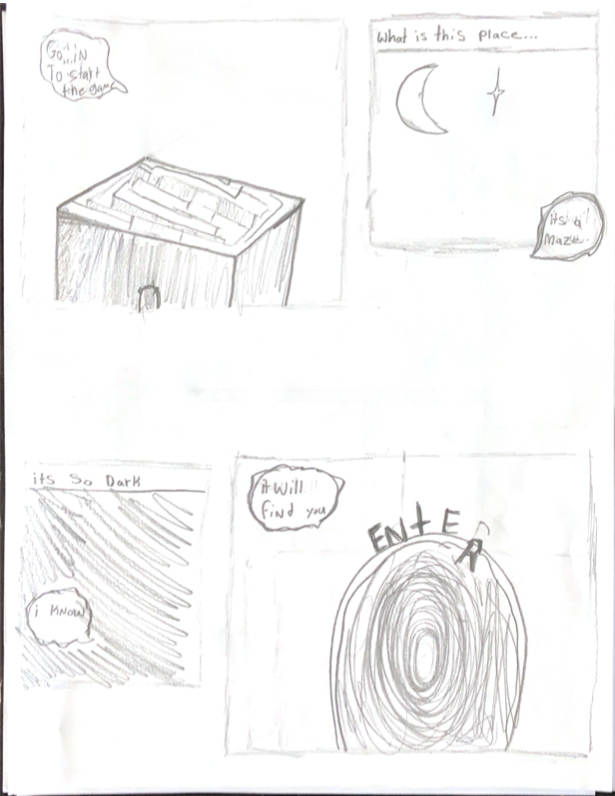 Go...IN
To start
the game
What is this place...
its a
Maze..
its So Dark
i KNOW
it Will
find you
ENtER